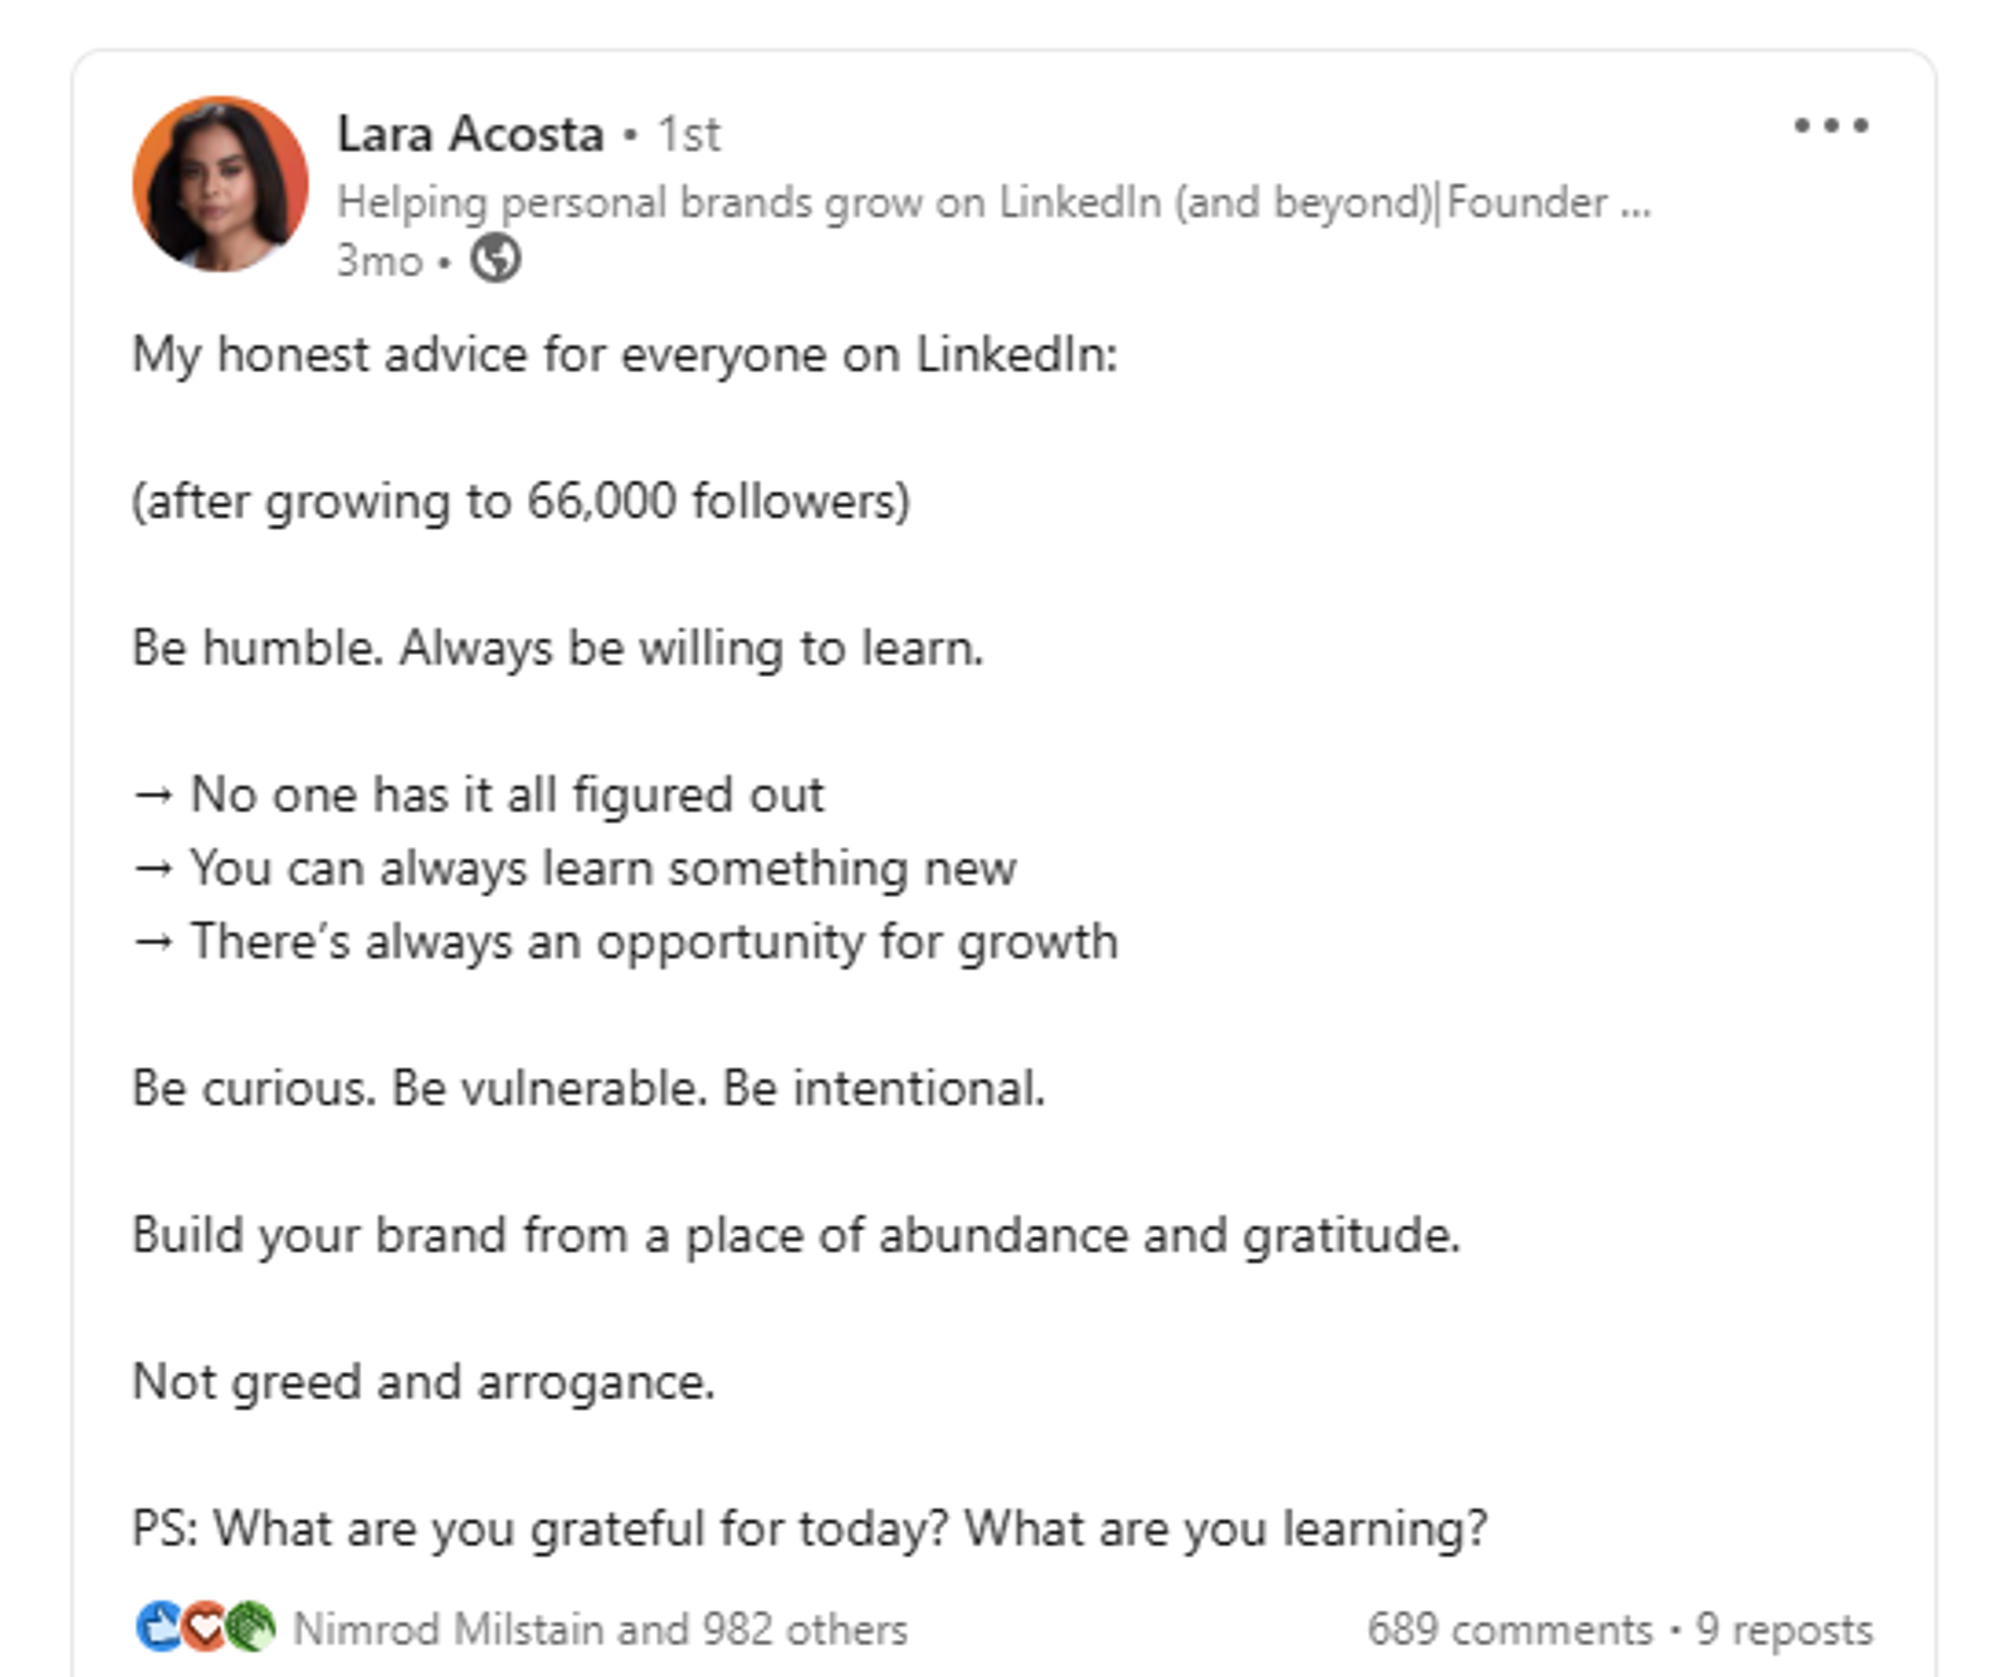 Lara Acosta • 1st
Helping personal brands grow on LinkedIn (and beyond)|Founder ...
3mo •
My honest advice for everyone on LinkedIn:
(after growing to 66,000 followers)
Be humble. Always be willing to learn.
→ No one has it all figured out
→ You can always learn something new
→ There’s always an opportunity for growth
Be curious. Be vulnerable. Be intentional.
Build your brand from a place of abundance and gratitude.
Not greed and arrogance.
PS: What are you grateful for today? What are you learning?
Nimrod Milstain and 982 others 689 comments • 9 reposts